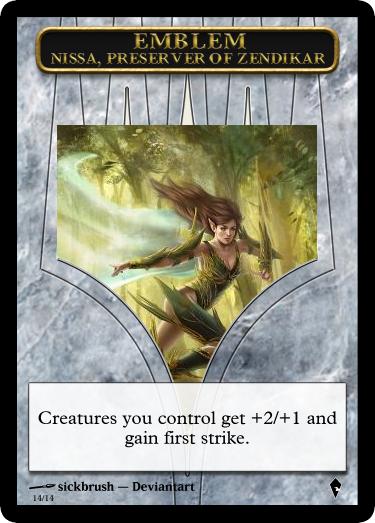 EMBLEM
NISSA, PRESERVER OF ZENDIKAR
Creatures you control get +2/+1 and
gain first strike.
sickbrush — Deviantart
14/14